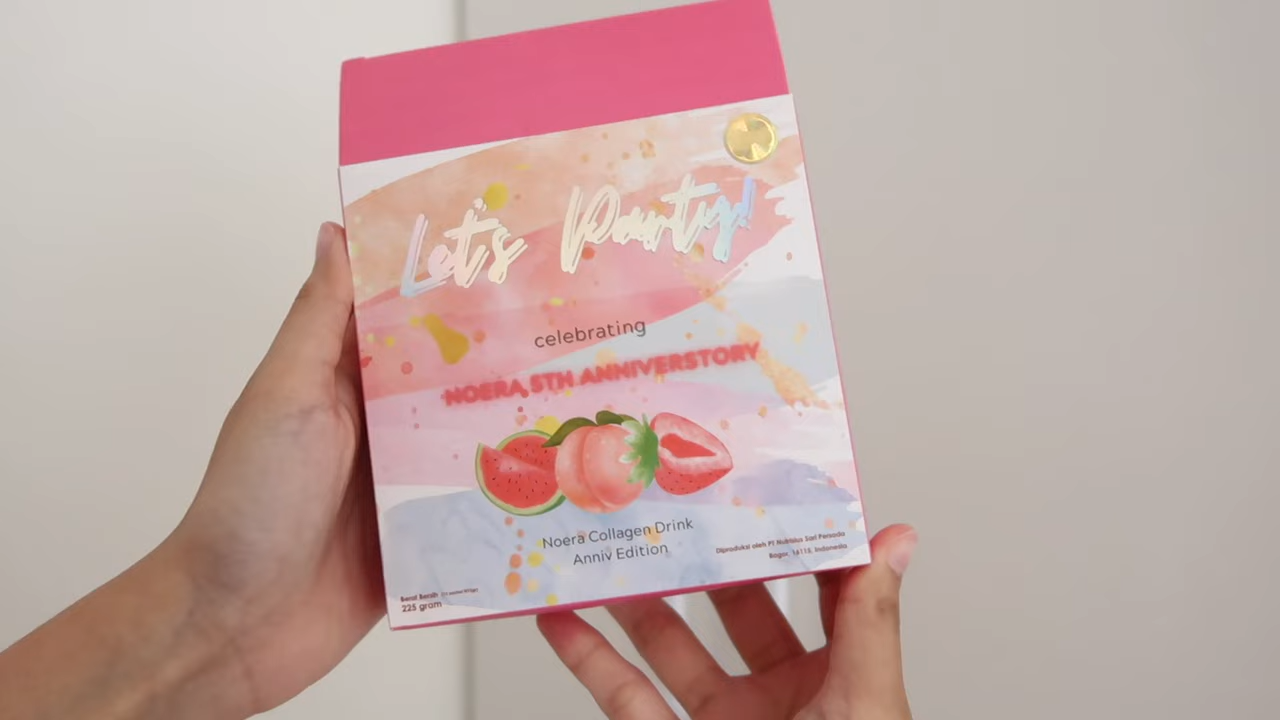 Let's Party!
celebrating
NOERA 5TH ANNIVERSTORY
Noera Collagen Drink
Anniv Edition
Diproduksi oleh PT Nutrilius Sari Persada
Bogor, 16115, Indonesia
Berat Bersih
225 gram